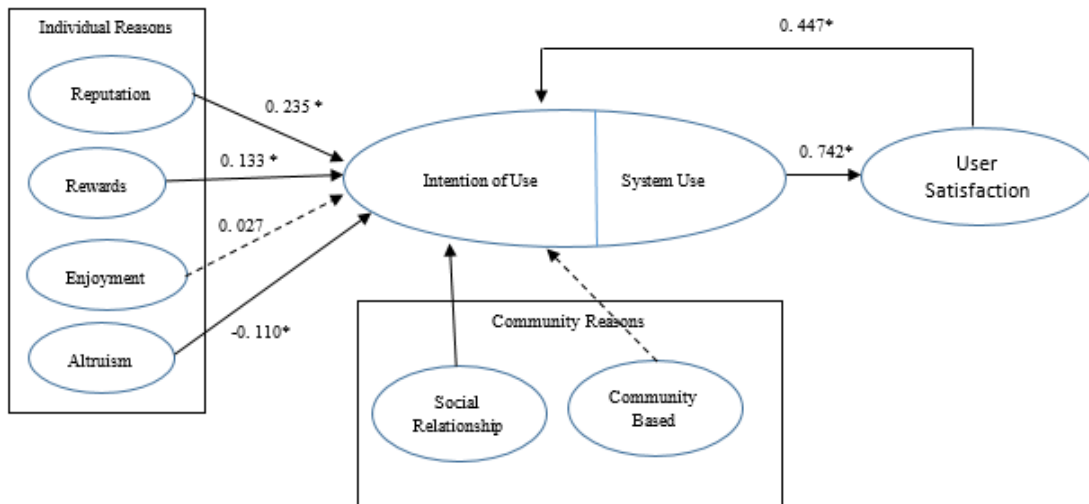 Individual Reasons
Reputation
Rewards
Enjoyment
Altruism
0. 235 *
0. 133 *
0. 027
-0. 110*
Intention of Use
System Use
0. 447*
0. 742*
User
Satisfaction
Community Reasons
Social
Relationship
Community
Based